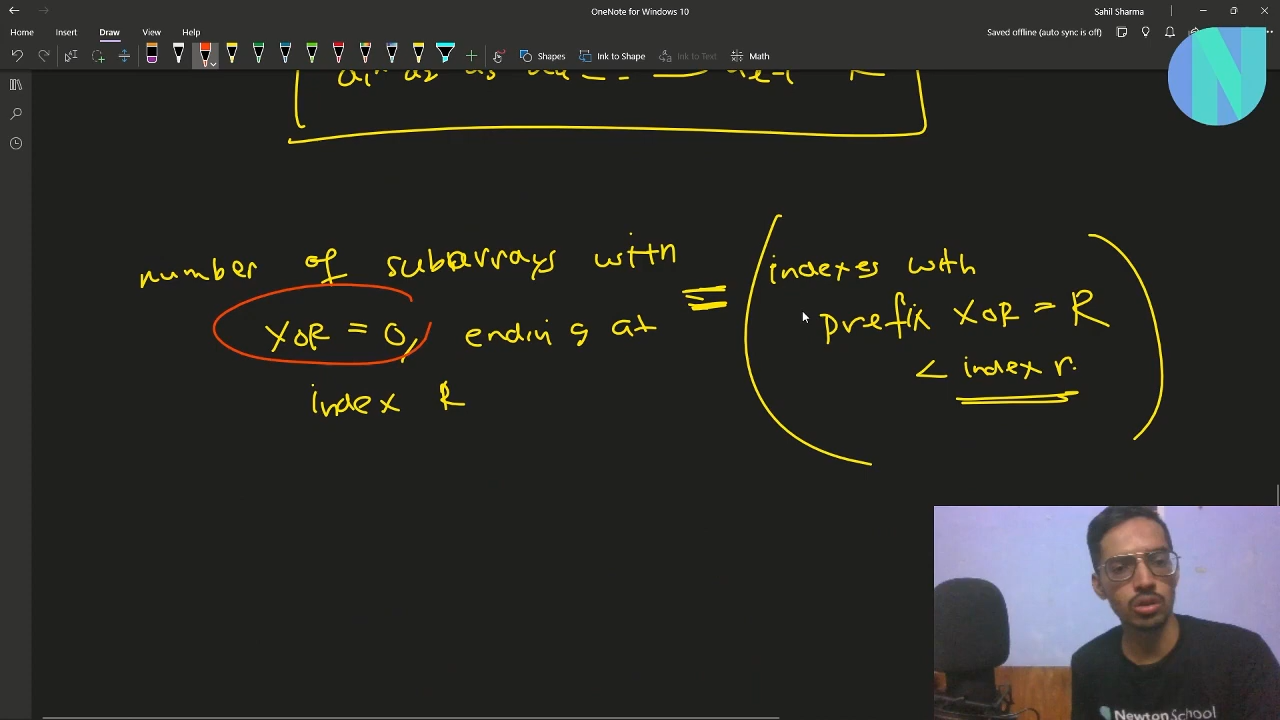 OneNote for Windows 10
Sahil Sharma
Home Insert Draw View Help
Saved offline (auto sync is off)
Shapes Ink to Shape Ink to Text Math
number of subarrays with
XOR = 0, ending at
index R
=
indexes with
prefix XOR = R
< index r.
N
Newton School